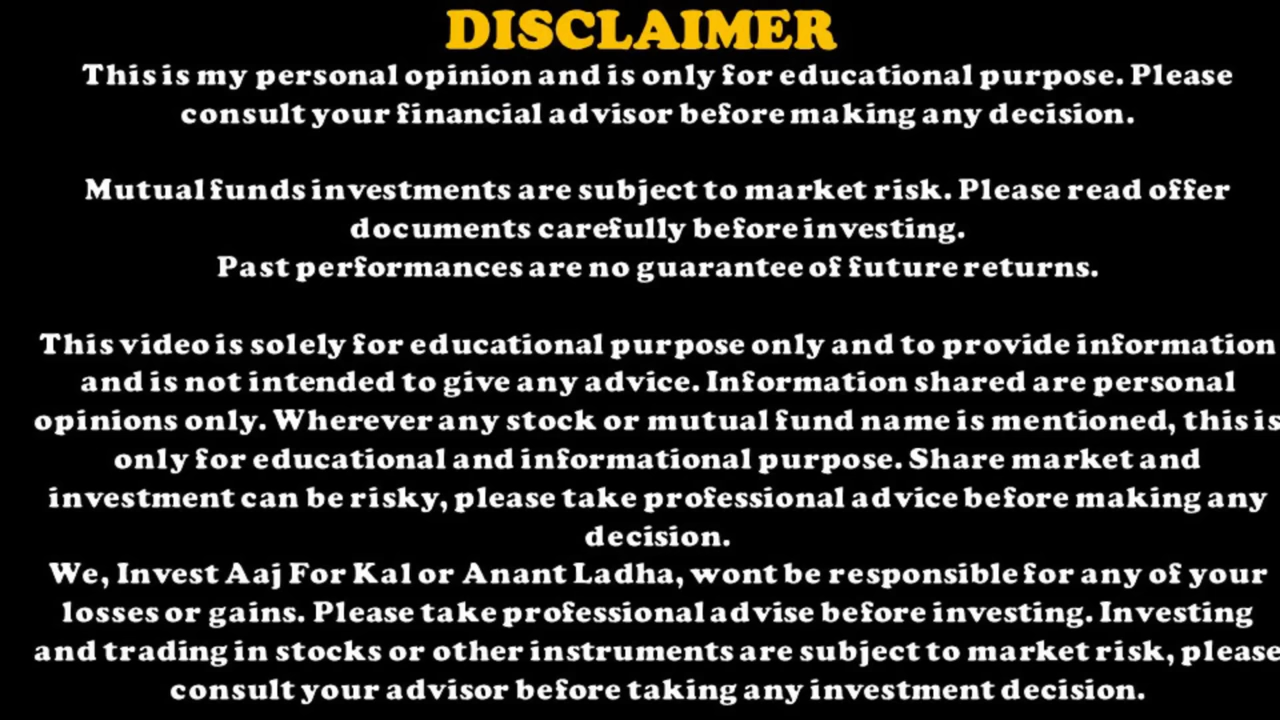 DISCLAIMER
This is my personal opinion and is only for educational purpose. Please
consult your financial advisor before making any decision.
Mutual funds investments are subject to market risk. Please read offer
documents carefully before investing.
Past performances are no guarantee of future returns.
This video is solely for educational purpose only and to provide information
and is not intended to give any advice. Information shared are personal
opinions only. Wherever any stock or mutual fund name is mentioned, this is
only for educational and informational purpose. Share market and
investment can be risky, please take professional advice before making any
decision.
We, Invest Aaj For Kal or Anant Ladha, wont be responsible for any of your
losses or gains. Please take professional advise before investing. Investing
and trading in stocks or other instruments are subject to market risk, please
consult your advisor before taking any investment decision.